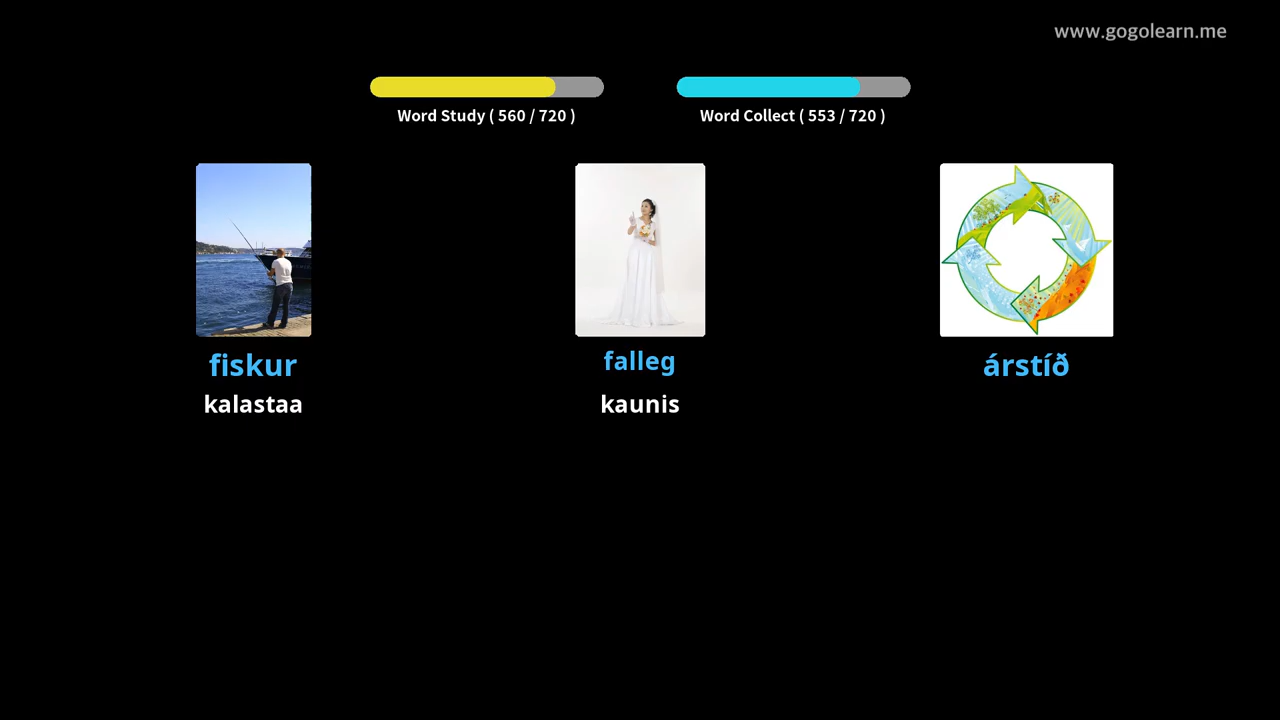 www.gogolearn.me
Word Study ( 560 / 720 )
Word Collect ( 553 / 720 )
fiskur
falleg
árstíð
kalastaa
kaunis